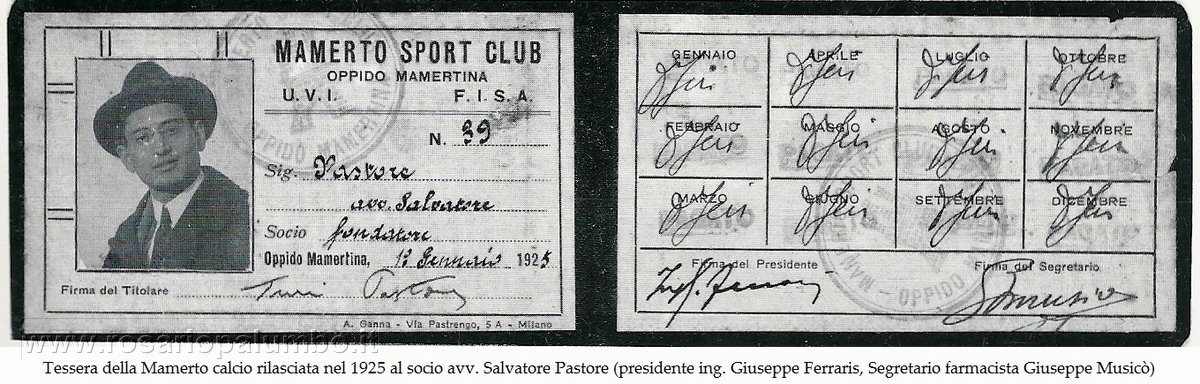 MAMERTO SPORT CLUB
OPPIDO MAMERTINA
U.V.I. F.I.S.A.
N. 39
Sig. Pastore
avv. Salvatore
Socio fondatore
Oppido Mamertina, 1º Gennaio 1925
Firma del Titolare
A. Ganna - Via Pastrengo, 5A - Milano
GENNAIO APRILE LUGLIO OTTOBRE
FEBBRAIO MAGGIO AGOSTO NOVEMBRE
MARZO GIUGNO SETTEMBRE DICEMBRE
Firma del Presidente Firma del Segretario
www.rosariopalumbo.it
Tessera della Mamerto calcio rilasciata nel 1925 al socio avv. Salvatore Pastore (presidente ing. Giuseppe Ferraris, Segretario farmacista Giuseppe Musicò)